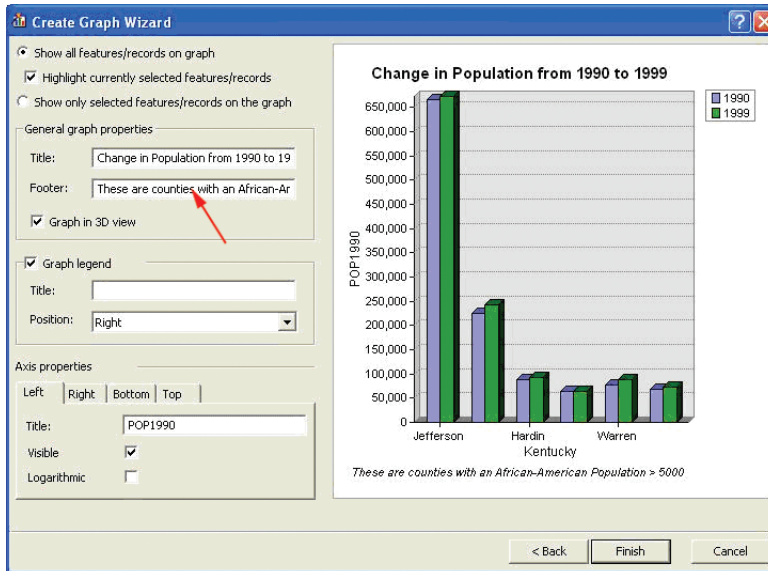 Create Graph Wizard
Show all features/records on graph
Highlight currently selected features/records
Show only selected features/records on the graph
General graph properties
Title: Change in Population from 1990 to 19
Footer: These are counties with an African-Ar
Graph in 3D view
Graph legend
Title:
Position: Right
Axis properties
Left Right Bottom Top
Title: POP1990
Visible
Logarithmic
Change in Population from 1990 to 1999
1990
1999
650,000
600,000
550,000
500,000
450,000
400,000
350,000
300,000
250,000
200,000
150,000
100,000
50,000
0
POP1990
Jefferson Hardin Warren
Kentucky
These are counties with an African-American Population > 5000
< Back Finish Cancel